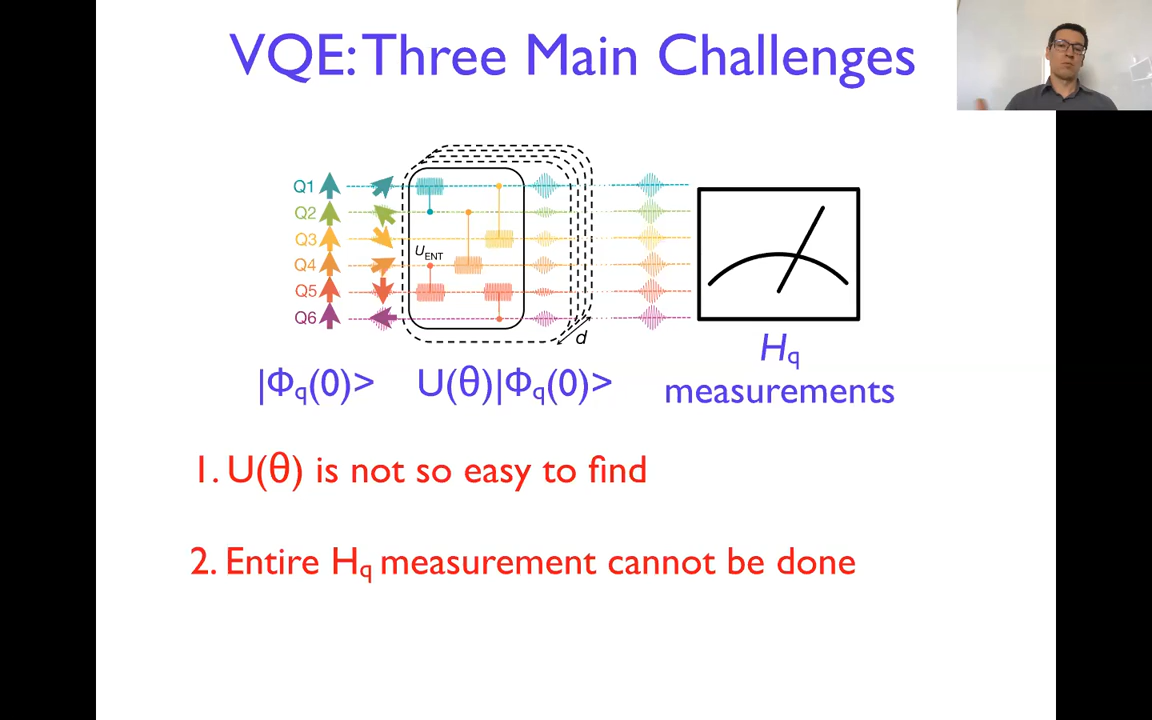 VQE: Three Main Challenges
Q1
Q2
Q3
Q4
Q5
Q6
U_ENT
d
|Φq(0)> U(θ)|Φq(0)>
Hq
measurements
1. U(θ) is not so easy to find
2. Entire Hq measurement cannot be done